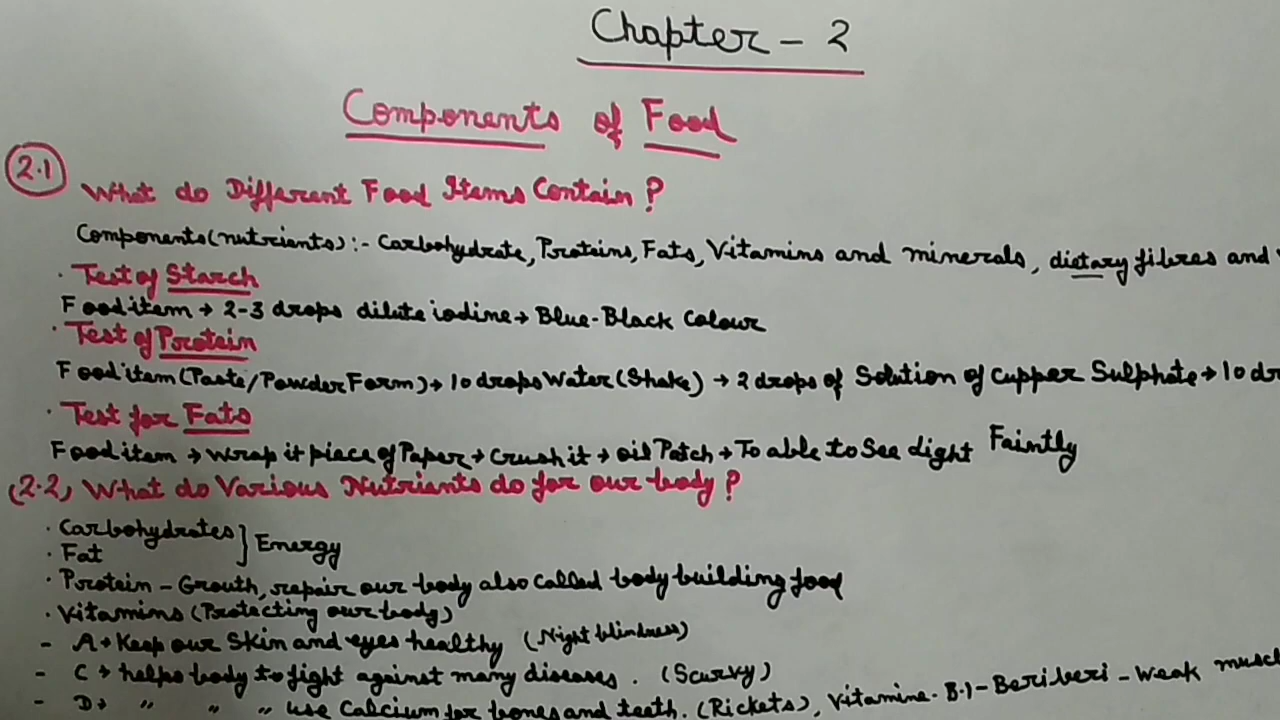 Chapter - 2
Components of Food
2.1 What do Different Food Items Contain?
Components(nutrients):- Carbohydrate, Proteins, Fats, Vitamins and minerals, dietary fibres and
· Test of Starch
Food item → 2-3 drops dilute iodine → Blue-Black Colour
· Test of Protein
Food item (Paste/Powder Form) → 10 drops Water (Shake) → 2 drops of Solution of Cupper Sulphate → 10 dr
· Test for Fats
Food item → wrap it piece of Paper → Crush it → oil Patch → To able to See light Faintly
(2.2) What do Various Nutrients do for our body?
· Carbohydrates
· Fat ] Energy
· Protein - Growth, repair our body also called body building food
· Vitamins (Protecting our body)
- A → Keep our Skin and eyes healthy (Night blindness)
- C → helps body to fight against many diseases. (Scurvy)
- D → " " " use Calcium for bones and teeth. (Rickets), Vitamine-B.1 - Beri beri - Weak muscl